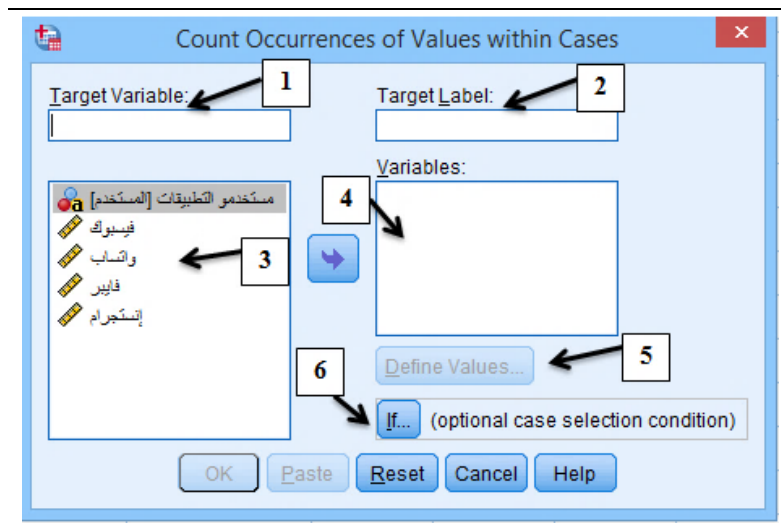 Count Occurrences of Values within Cases
Target Variable:
1
Target Label:
2
Variables:
مستخدمو التطبيقات [المستخدم]
فيسبوك
واتساب
فايبر
إنستجرام
3
4
Define Values...
5
6
If... (optional case selection condition)
OK Paste Reset Cancel Help